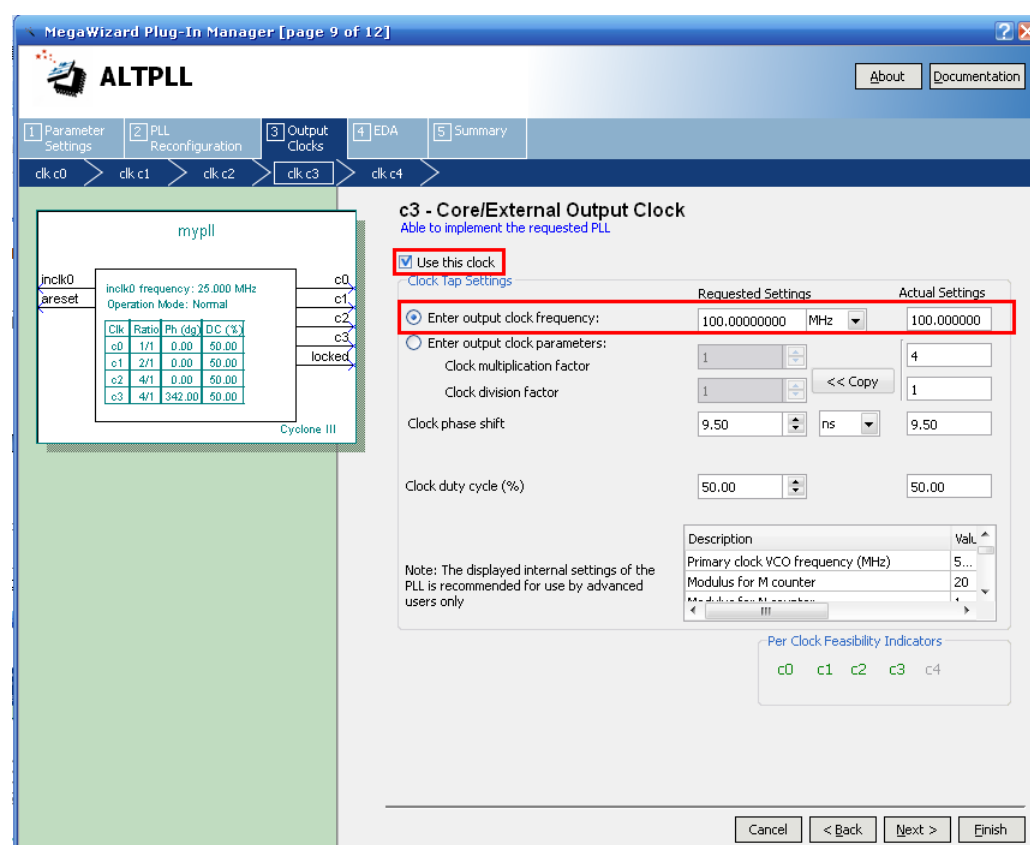 MegaWizard Plug-In Manager [page 9 of 12]
ALTPLL
About
Documentation
1 Parameter Settings
2 PLL Reconfiguration
3 Output Clocks
4 EDA
5 Summary
clk c0
clk c1
clk c2
clk c3
clk c4
mypll
inclk0
areset
inclk0 frequency: 25.000 MHz
Operation Mode: Normal
Clk Ratio Ph (dg) DC (%)
c0 1/1 0.00 50.00
c1 2/1 0.00 50.00
c2 4/1 0.00 50.00
c3 4/1 342.00 50.00
c0
c1
c2
c3
locked
Cyclone III
c3 - Core/External Output Clock
Able to implement the requested PLL
Use this clock
Clock Tap Settings
Requested Settings
Actual Settings
Enter output clock frequency:
100.00000000
MHz
100.000000
Enter output clock parameters:
Clock multiplication factor
1
4
Clock division factor
1
<< Copy
1
Clock phase shift
9.50
ns
9.50
Clock duty cycle (%)
50.00
50.00
Note: The displayed internal settings of the
PLL is recommended for use by advanced
users only
Description
Primary clock VCO frequency (MHz) 5...
Modulus for M counter 20
Per Clock Feasibility Indicators
c0 c1 c2 c3 c4
Cancel
< Back
Next >
Finish